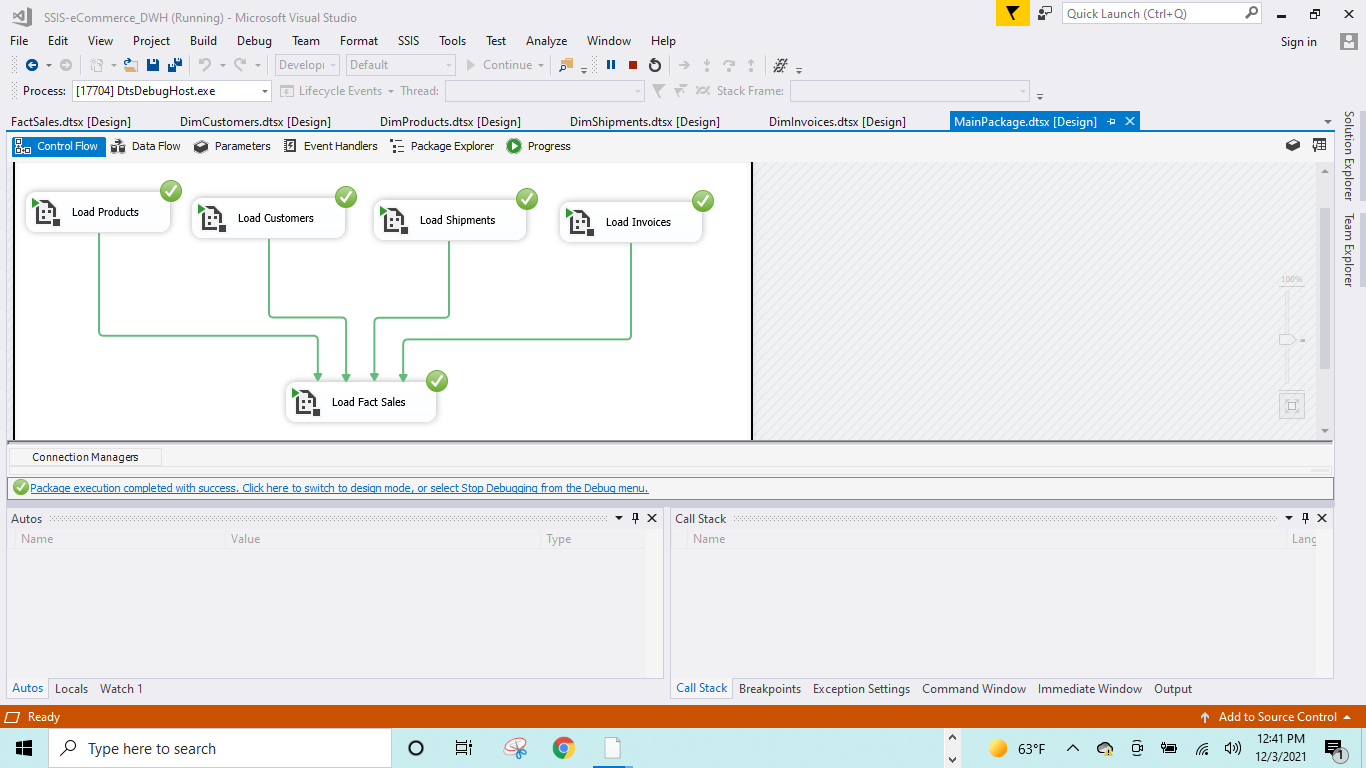 SSIS-eCommerce_DWH (Running) - Microsoft Visual Studio
Quick Launch (Ctrl+Q)
File Edit View Project Build Debug Team Format SSIS Tools Test Analyze Window Help
Sign in
Develop Default Continue
Process: [17704] DtsDebugHost.exe Lifecycle Events Thread: Stack Frame:
FactSales.dtsx [Design] DimCustomers.dtsx [Design] DimProducts.dtsx [Design] DimShipments.dtsx [Design] DimInvoices.dtsx [Design] MainPackage.dtsx [Design]
Control Flow Data Flow Parameters Event Handlers Package Explorer Progress
Solution Explorer
Team Explorer
Load Products
Load Customers
Load Shipments
Load Invoices
100%
Load Fact Sales
Connection Managers
Package execution completed with success. Click here to switch to design mode, or select Stop Debugging from the Debug menu.
Autos
Name Value Type
Call Stack
Name Lang
Autos Locals Watch 1
Call Stack Breakpoints Exception Settings Command Window Immediate Window Output
Ready
Add to Source Control
Type here to search
63°F
12:41 PM
12/3/2021
1